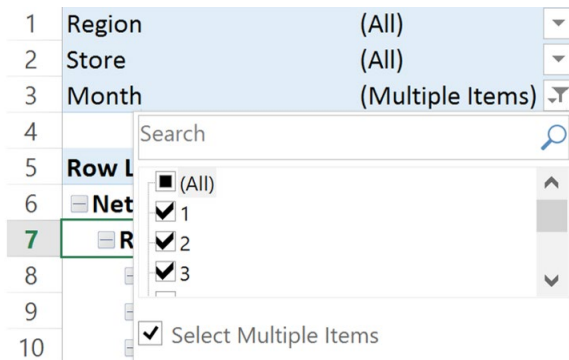 1 Region (All)
2 Store (All)
3 Month (Multiple Items)
4 Search
5 Row L
(All)
6 Net
1
7 R
2
8 3
9
Select Multiple Items
10